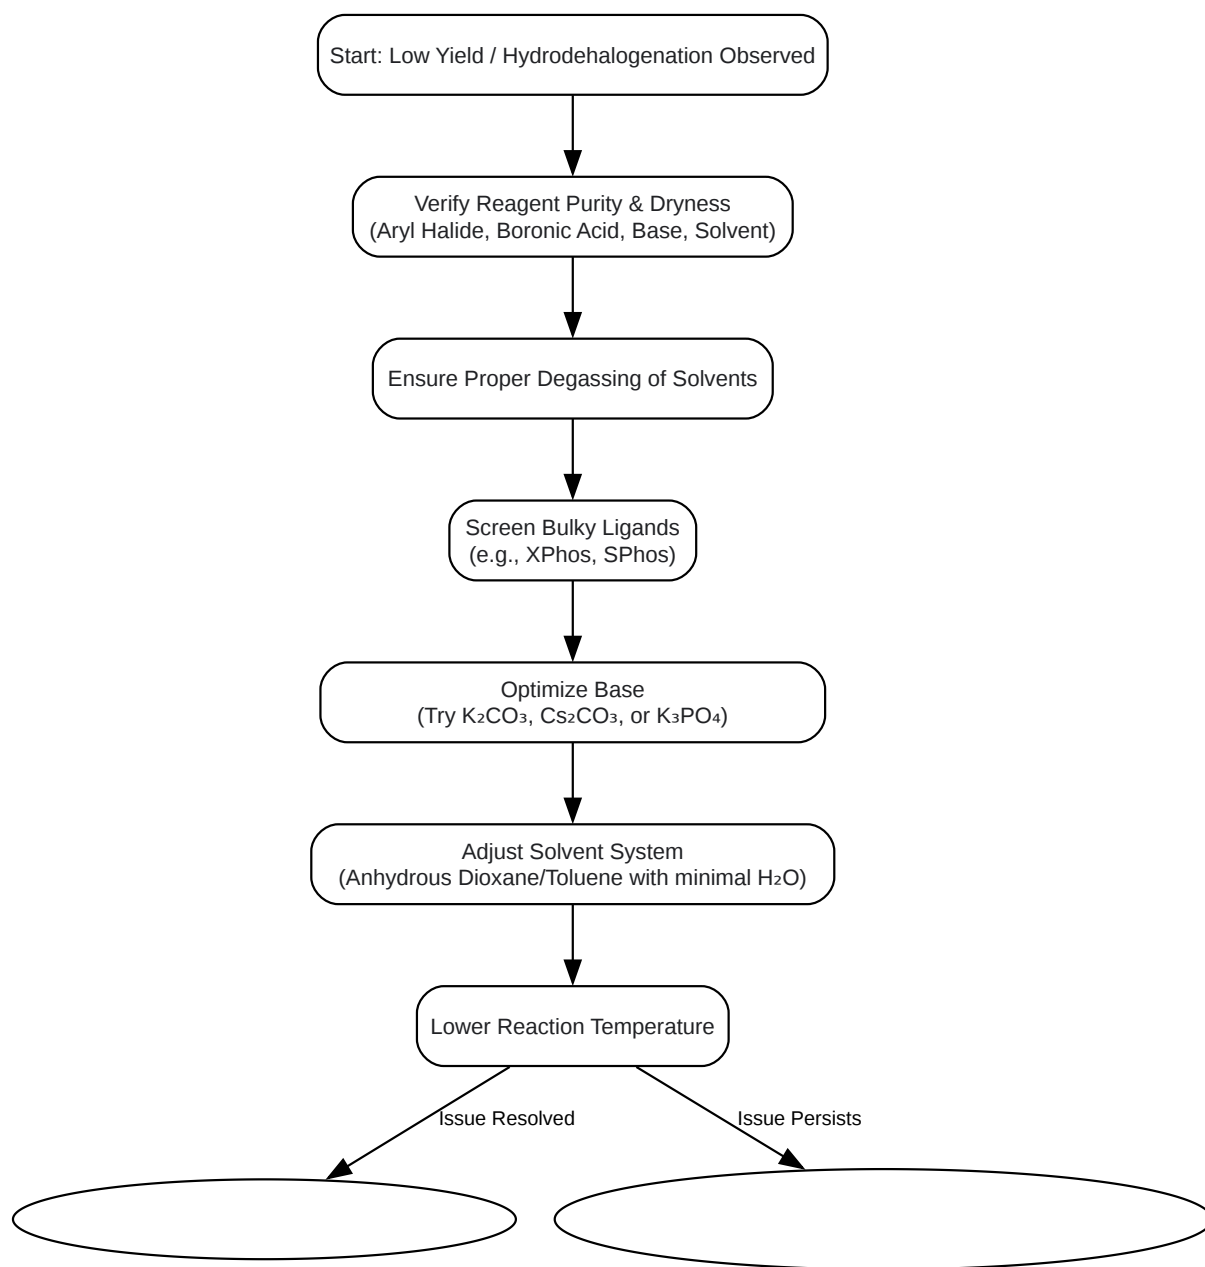 Start: Low Yield / Hydrodehalogenation Observed
Verify Reagent Purity & Dryness
(Aryl Halide, Boronic Acid, Base, Solvent)
Ensure Proper Degassing of Solvents
Screen Bulky Ligands
(e.g., XPhos, SPhos)
Optimize Base
(Try K₂CO₃, Cs₂CO₃, or K₃PO₄)
Adjust Solvent System
(Anhydrous Dioxane/Toluene with minimal H₂O)
Lower Reaction Temperature
Issue Resolved
Issue Persists